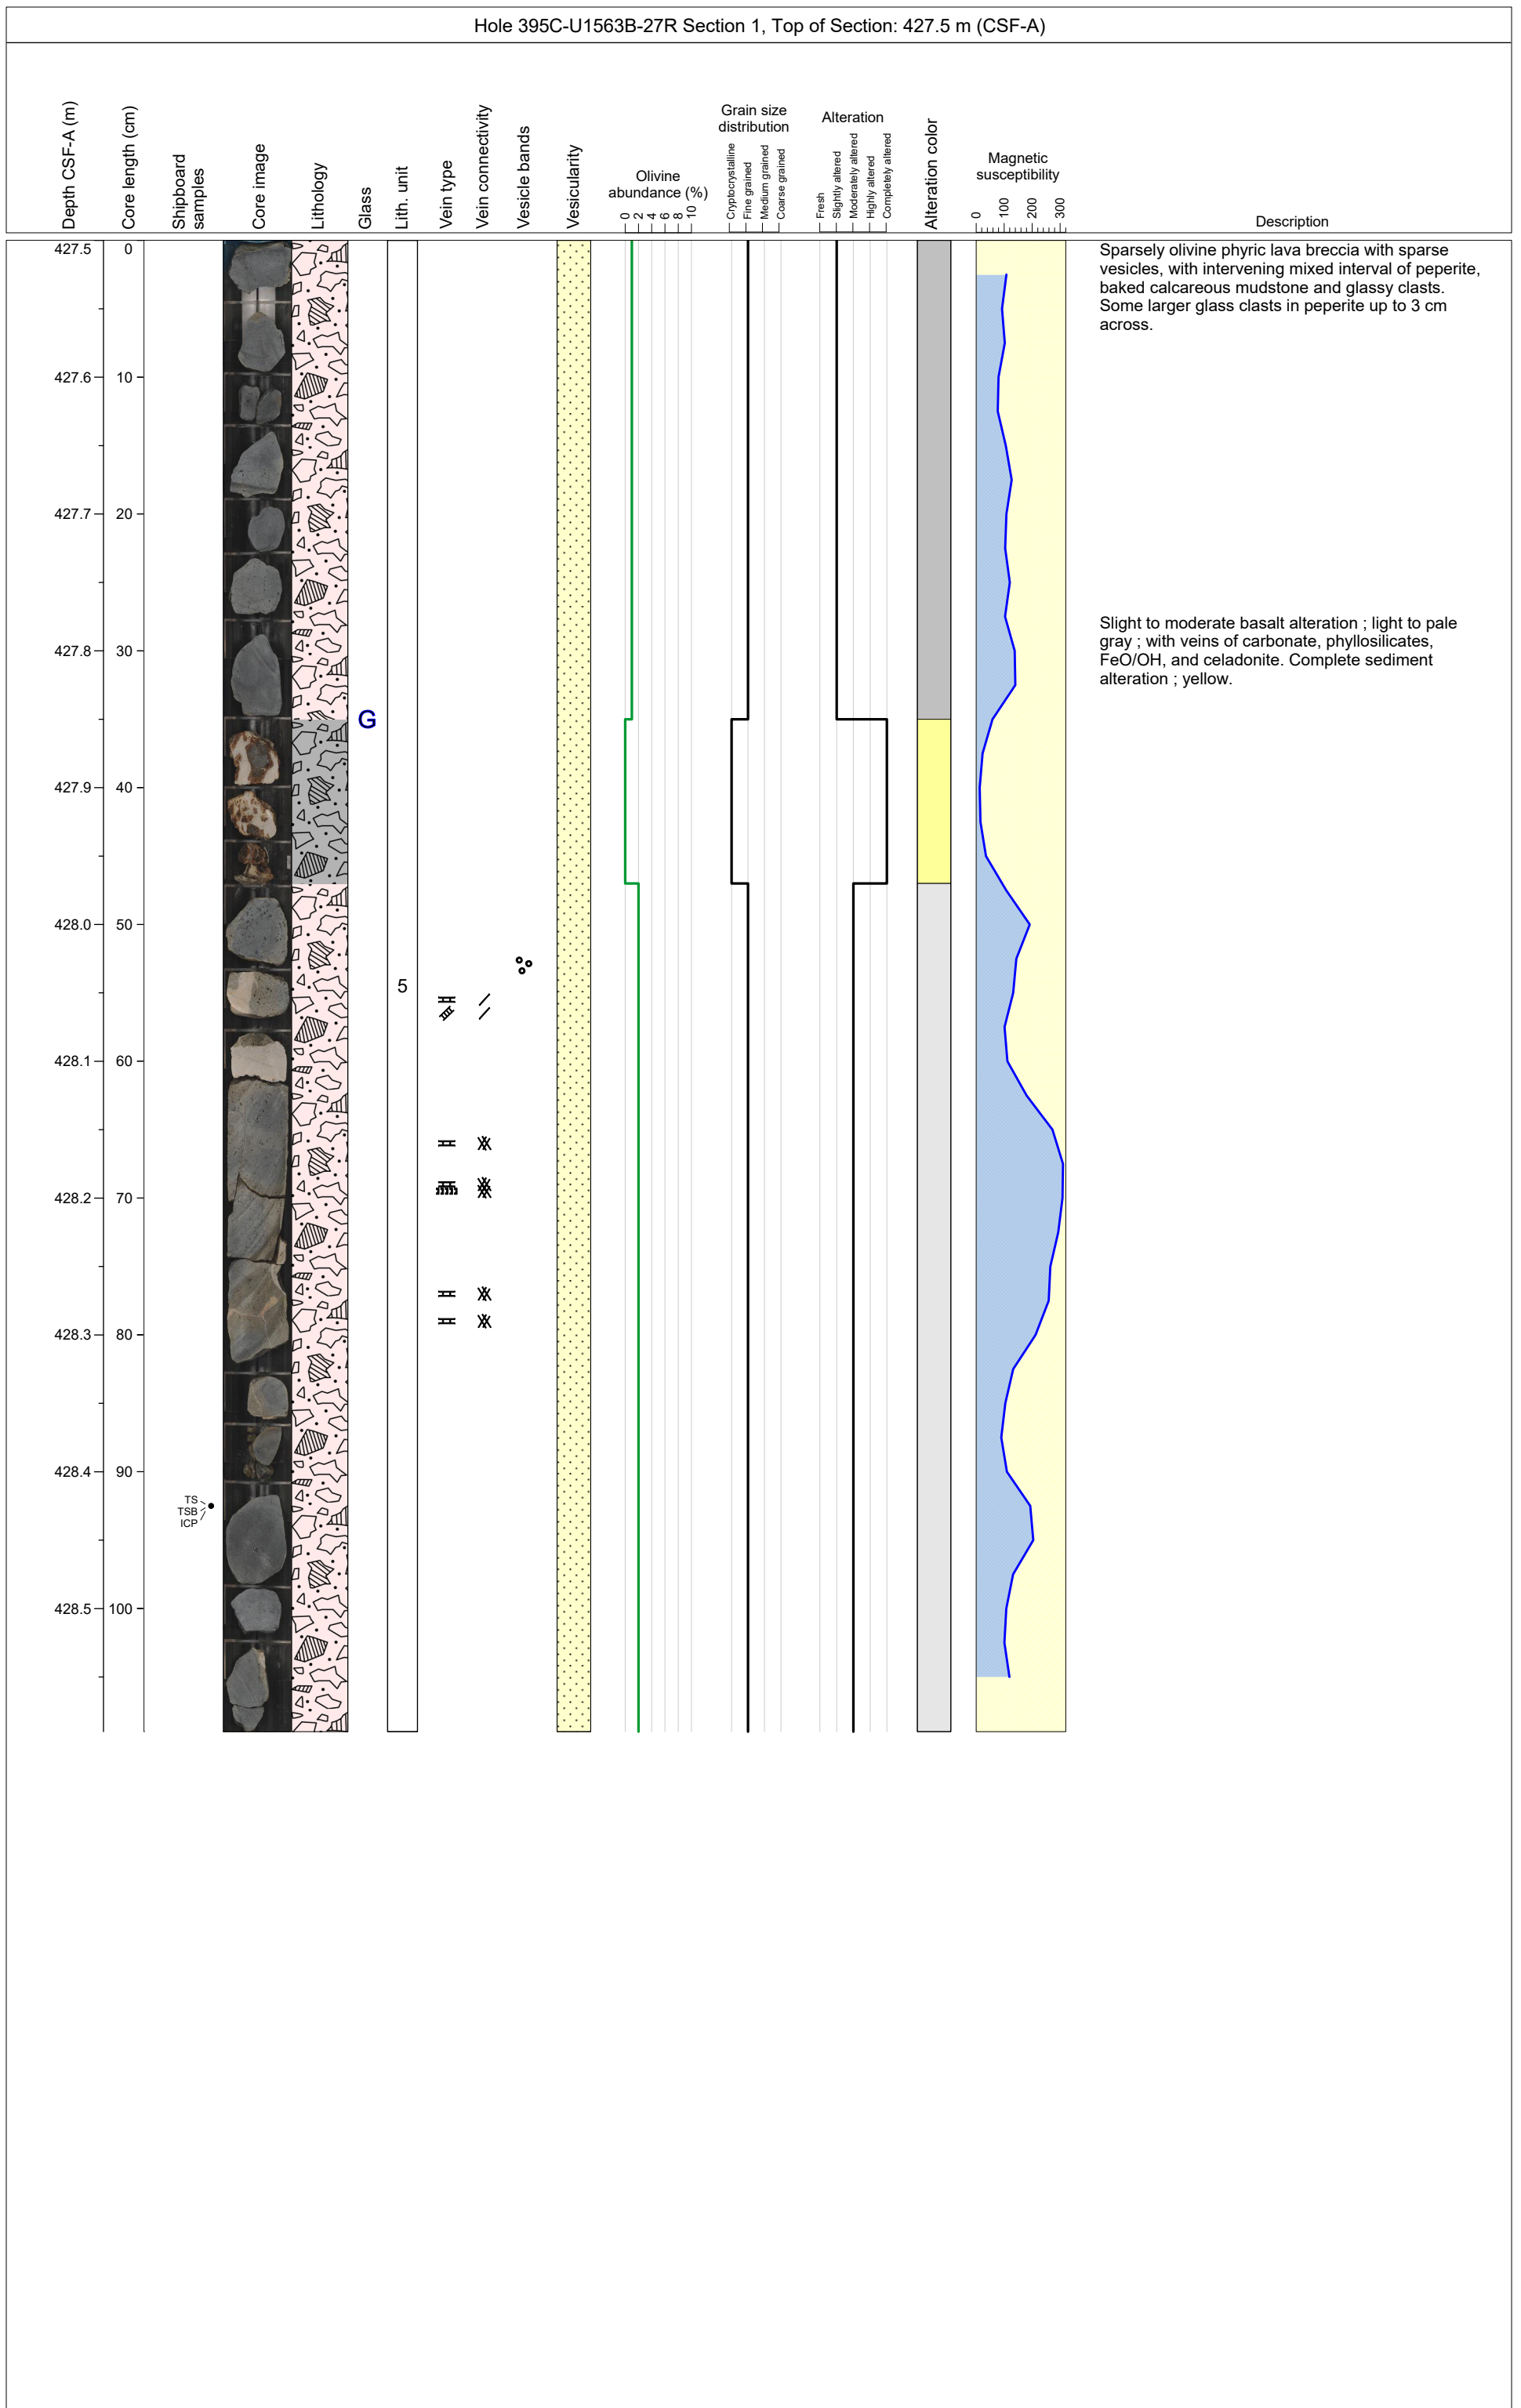 Hole 395C-U1563B-27R Section 1, Top of Section: 427.5 m (CSF-A)
Depth CSF-A (m)
Core length (cm)
Shipboard
samples
Core image
Lithology
Glass
Lith. unit
Vein type
Vein connectivity
Vesicle bands
Vesicularity
Olivine
abundance (%)
0 2 4 6 8 10
Grain size
distribution
Cryptocrystalline
Fine grained
Medium grained
Coarse grained
Alteration
Fresh
Slightly altered
Moderately altered
Highly altered
Completely altered
Alteration color
Magnetic
susceptibility
0 100 200 300
Description
427.5 0
427.6 10
427.7 20
427.8 30
427.9 40
428.0 50
428.1 60
428.2 70
428.3 80
428.4 90
428.5 100
TS
TSB
ICP
G
5
Sparsely olivine phyric lava breccia with sparse
vesicles, with intervening mixed interval of peperite,
baked calcareous mudstone and glassy clasts.
Some larger glass clasts in peperite up to 3 cm
across.
Slight to moderate basalt alteration ; light to pale
gray ; with veins of carbonate, phyllosilicates,
FeO/OH, and celadonite. Complete sediment
alteration ; yellow.